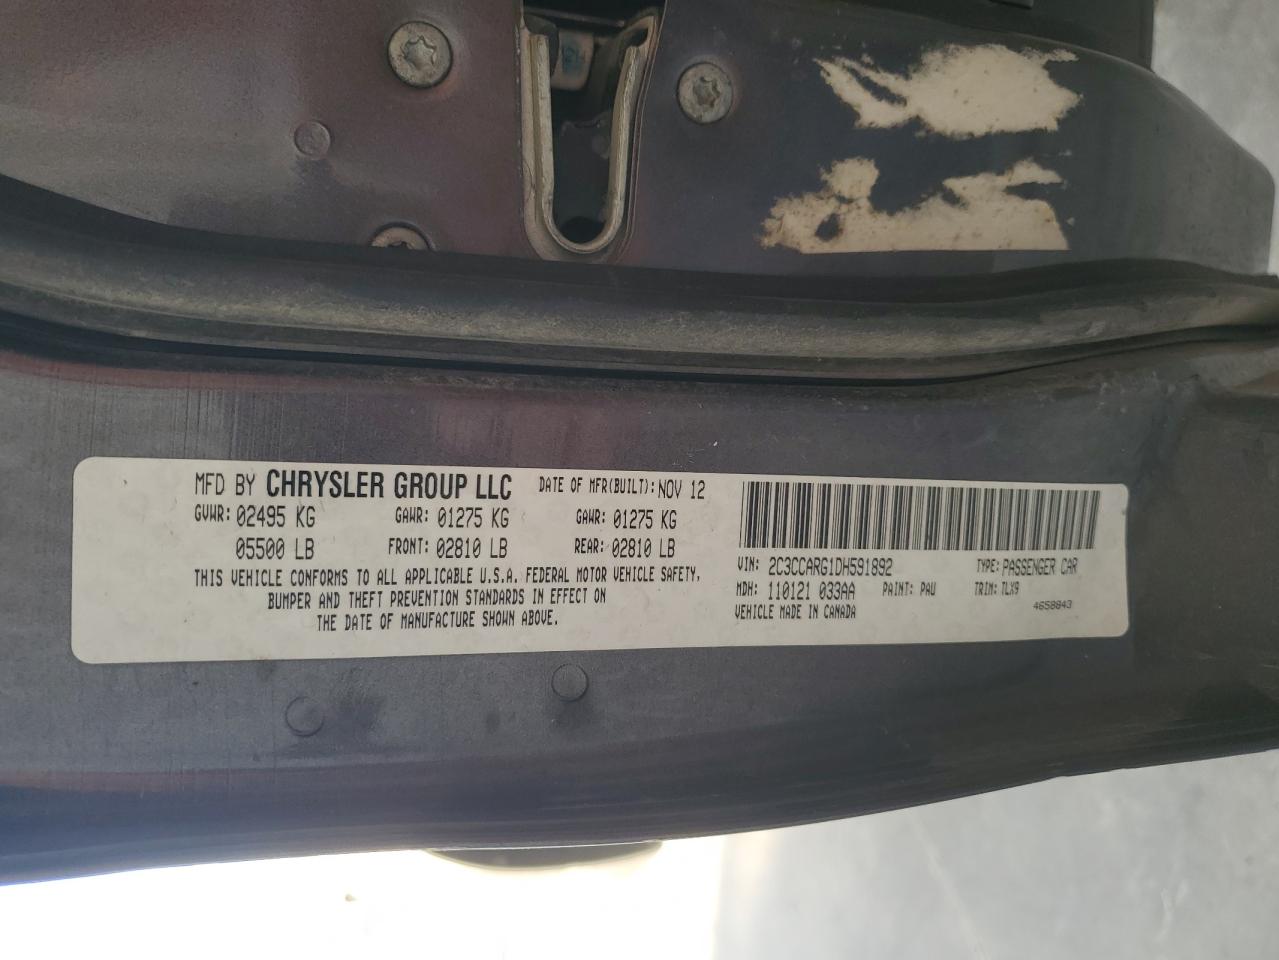 MFD BY CHRYSLER GROUP LLC DATE OF MFR(BUILT): NOV 12
GVWR: 02495 KG GAWR: 01275 KG GAWR: 01275 KG
05500 LB FRONT: 02810 LB REAR: 02810 LB
THIS VEHICLE CONFORMS TO ALL APPLICABLE U.S.A. FEDERAL MOTOR VEHICLE SAFETY,
BUMPER AND THEFT PREVENTION STANDARDS IN EFFECT ON
THE DATE OF MANUFACTURE SHOWN ABOVE.
VIN: 2C3CCARG1DH591892 TYPE: PASSENGER CAR
MDH: 110121 033AA PAINT: PAU TRIM: TLX9
VEHICLE MADE IN CANADA 4658843